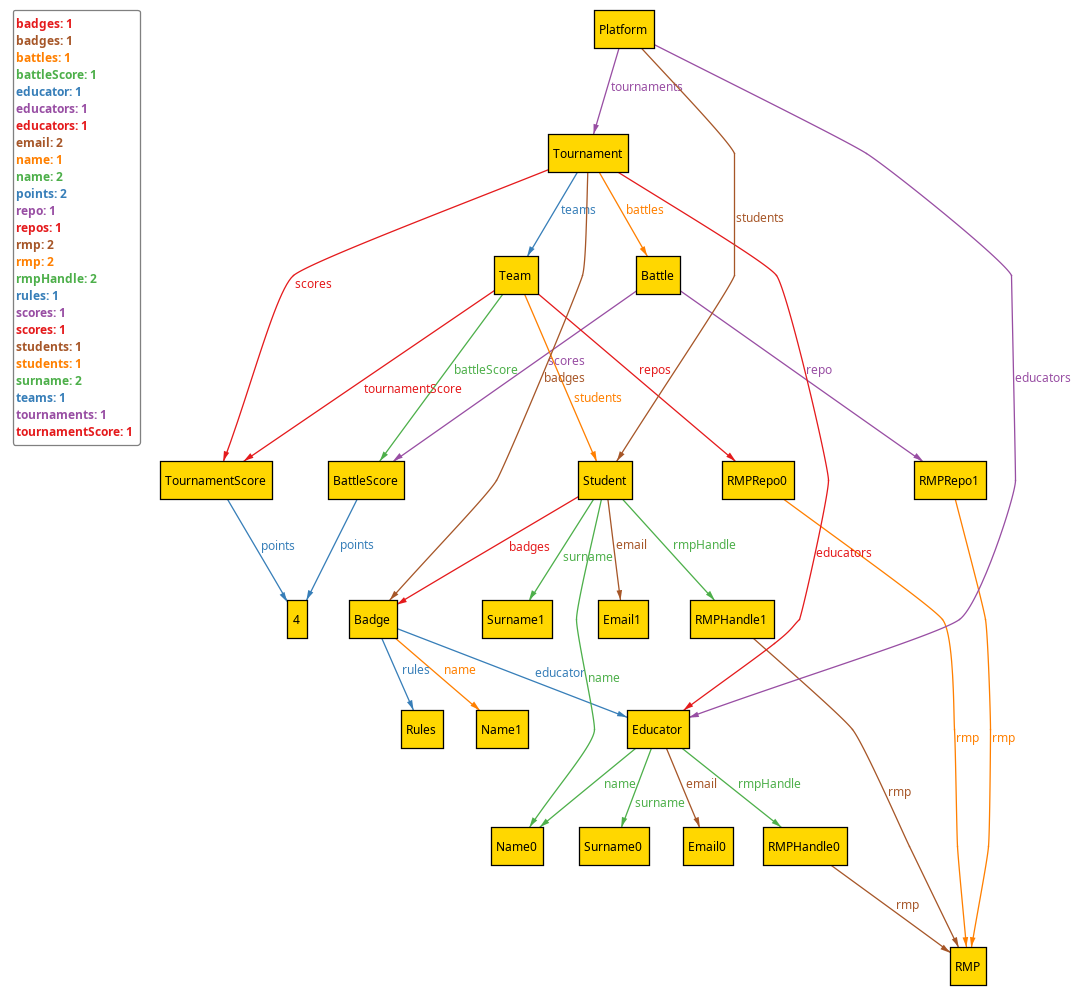 badges: 1
badges: 1
battles: 1
battleScore: 1
educator: 1
educators: 1
educators: 1
email: 2
name: 1
name: 2
points: 2
repo: 1
repos: 1
rmp: 2
rmp: 2
rmpHandle: 2
rules: 1
scores: 1
scores: 1
students: 1
students: 1
surname: 2
teams: 1
tournaments: 1
tournamentScore: 1
Platform
tournaments
Tournament
teams
battles
students
Team
Battle
scores
scores
battleScore
badges
repos
repo
educators
tournamentScore
students
TournamentScore
BattleScore
Student
RMPRepo0
RMPRepo1
points
points
badges
surname
email
rmpHandle
educators
4
Badge
Surname1
Email1
RMPHandle1
rules
name
educator
name
Rules
Name1
Educator
rmp
rmp
name
surname
email
rmpHandle
rmp
Name0
Surname0
Email0
RMPHandle0
rmp
RMP